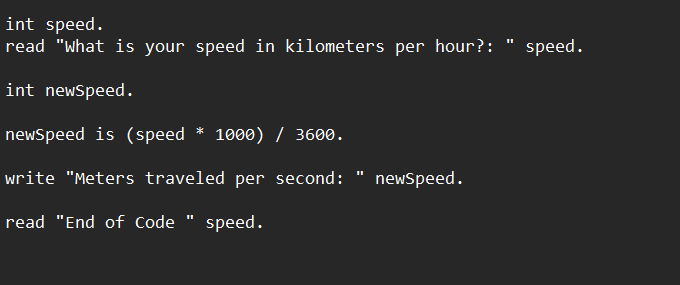 int speed.
read "What is your speed in kilometers per hour?: " speed.
int newSpeed.
newSpeed is (speed * 1000) / 3600.
write "Meters traveled per second: " newSpeed.
read "End of Code " speed.